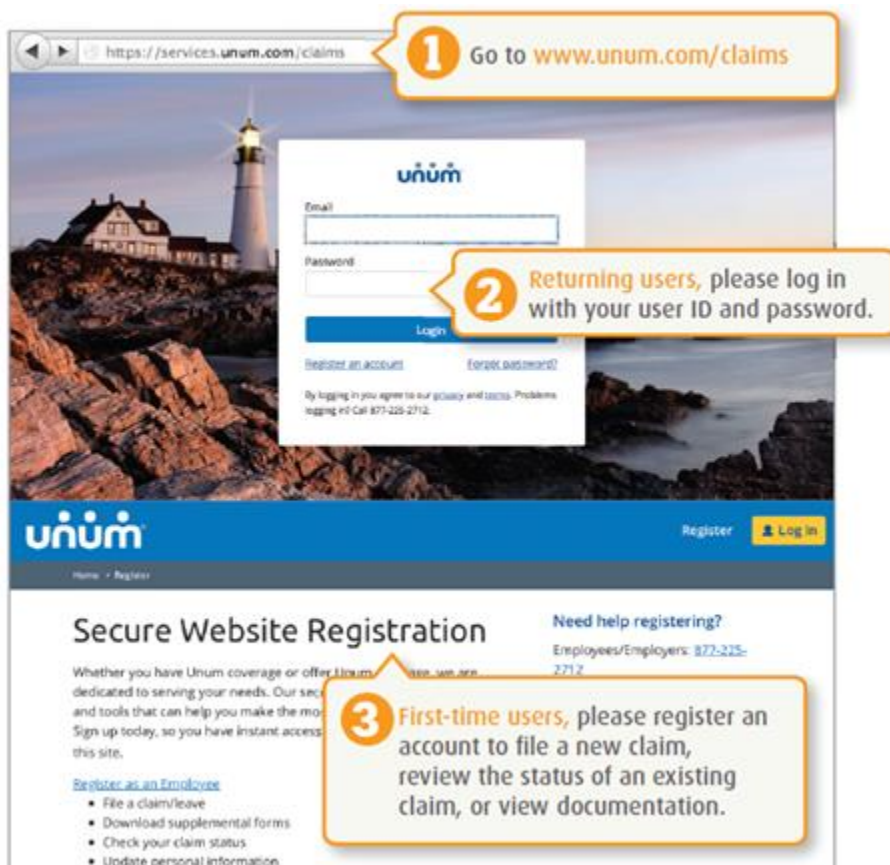 https://services.unum.com/claims
1 Go to www.unum.com/claims
unum
Email
Password
2 Returning users, please log in
with your user ID and password.
Login
Register an account Forgot password?
By logging in you agree to our privacy and terms. Problems
logging in? Call 877-225-2712.
unum
Register Log In
Home Register
Secure Website Registration
Need help registering?
Employees/Employers: 877-225-
2712
Whether you have Unum coverage or offer Unum we are
dedicated to serving your needs. Our
and tools that can help you make the
Sign up today, so you have instant access
this site.
3 First-time users, please register an
account to file a new claim,
review the status of an existing
claim, or view documentation.
Register as an Employee
• File a claim/leave
• Download supplemental forms
• Check your claim status
• Update personal information